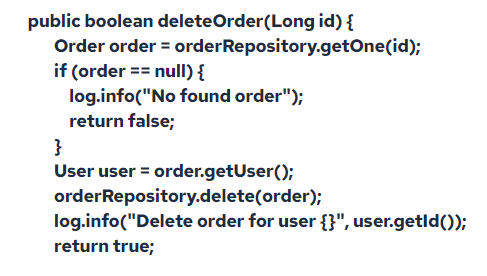 public boolean deleteOrder(Long id) {
Order order = orderRepository.getOne(id);
if (order == null) {
log.info("No found order");
return false;
}
User user = order.getUser();
orderRepository.delete(order);
log.info("Delete order for user {}", user.getId());
return true;